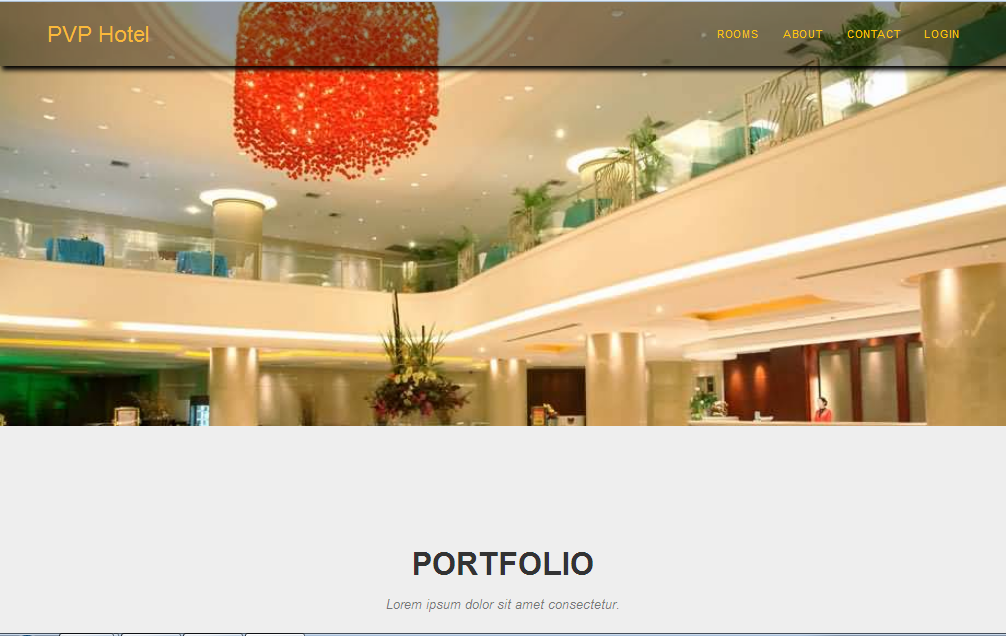 PVP Hotel
ROOMS ABOUT CONTACT LOGIN
PORTFOLIO
Lorem ipsum dolor sit amet consectetur.